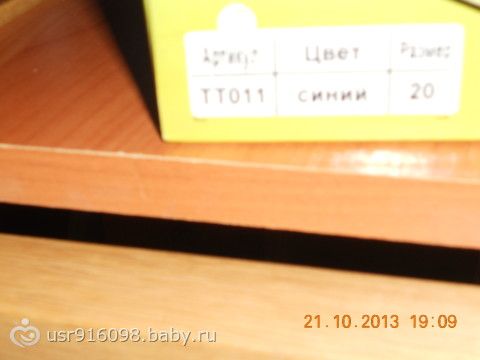 Артикул Цвет Размер
ТТ011 синий 20
21.10.2013 19:09
usr916098.baby.ru